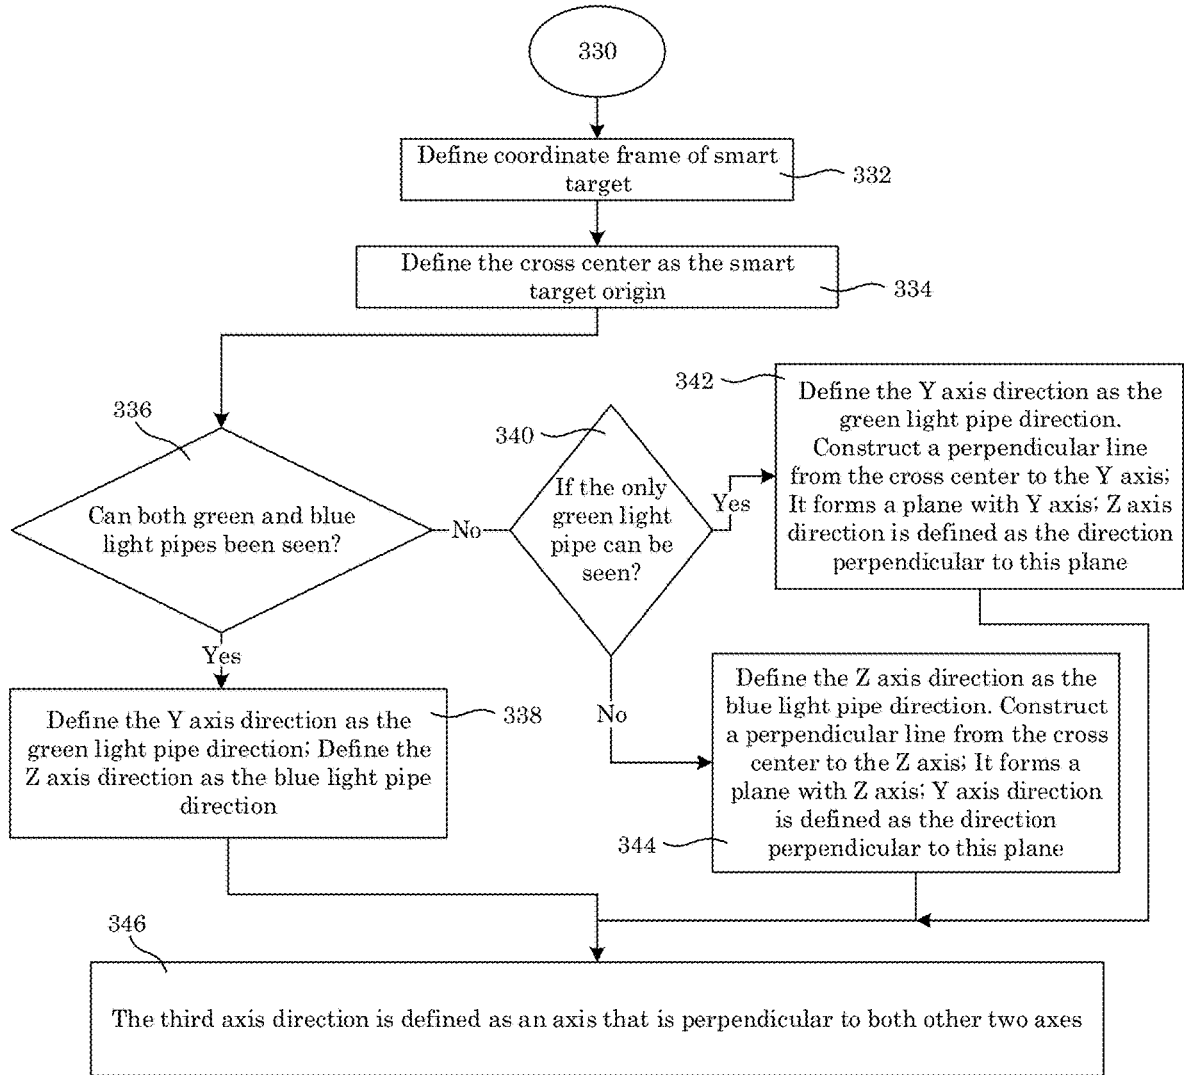 330
Define coordinate frame of smart
target
332
Define the cross center as the smart
target origin
334
336
Can both green and blue
light pipes been seen?
No
Yes
340
If the only
green light
pipe can be
seen?
Yes
No
342
Define the Y axis direction as the
green light pipe direction.
Construct a perpendicular line
from the cross center to the Y axis;
It forms a plane with Y axis; Z axis
direction is defined as the direction
perpendicular to this plane
Define the Y axis direction as the
green light pipe direction; Define the
Z axis direction as the blue light pipe
direction
338
Define the Z axis direction as the
blue light pipe direction. Construct
a perpendicular line from the cross
center to the Z axis; It forms a
plane with Z axis; Y axis direction
is defined as the direction
perpendicular to this plane
344
346
The third axis direction is defined as an axis that is perpendicular to both other two axes